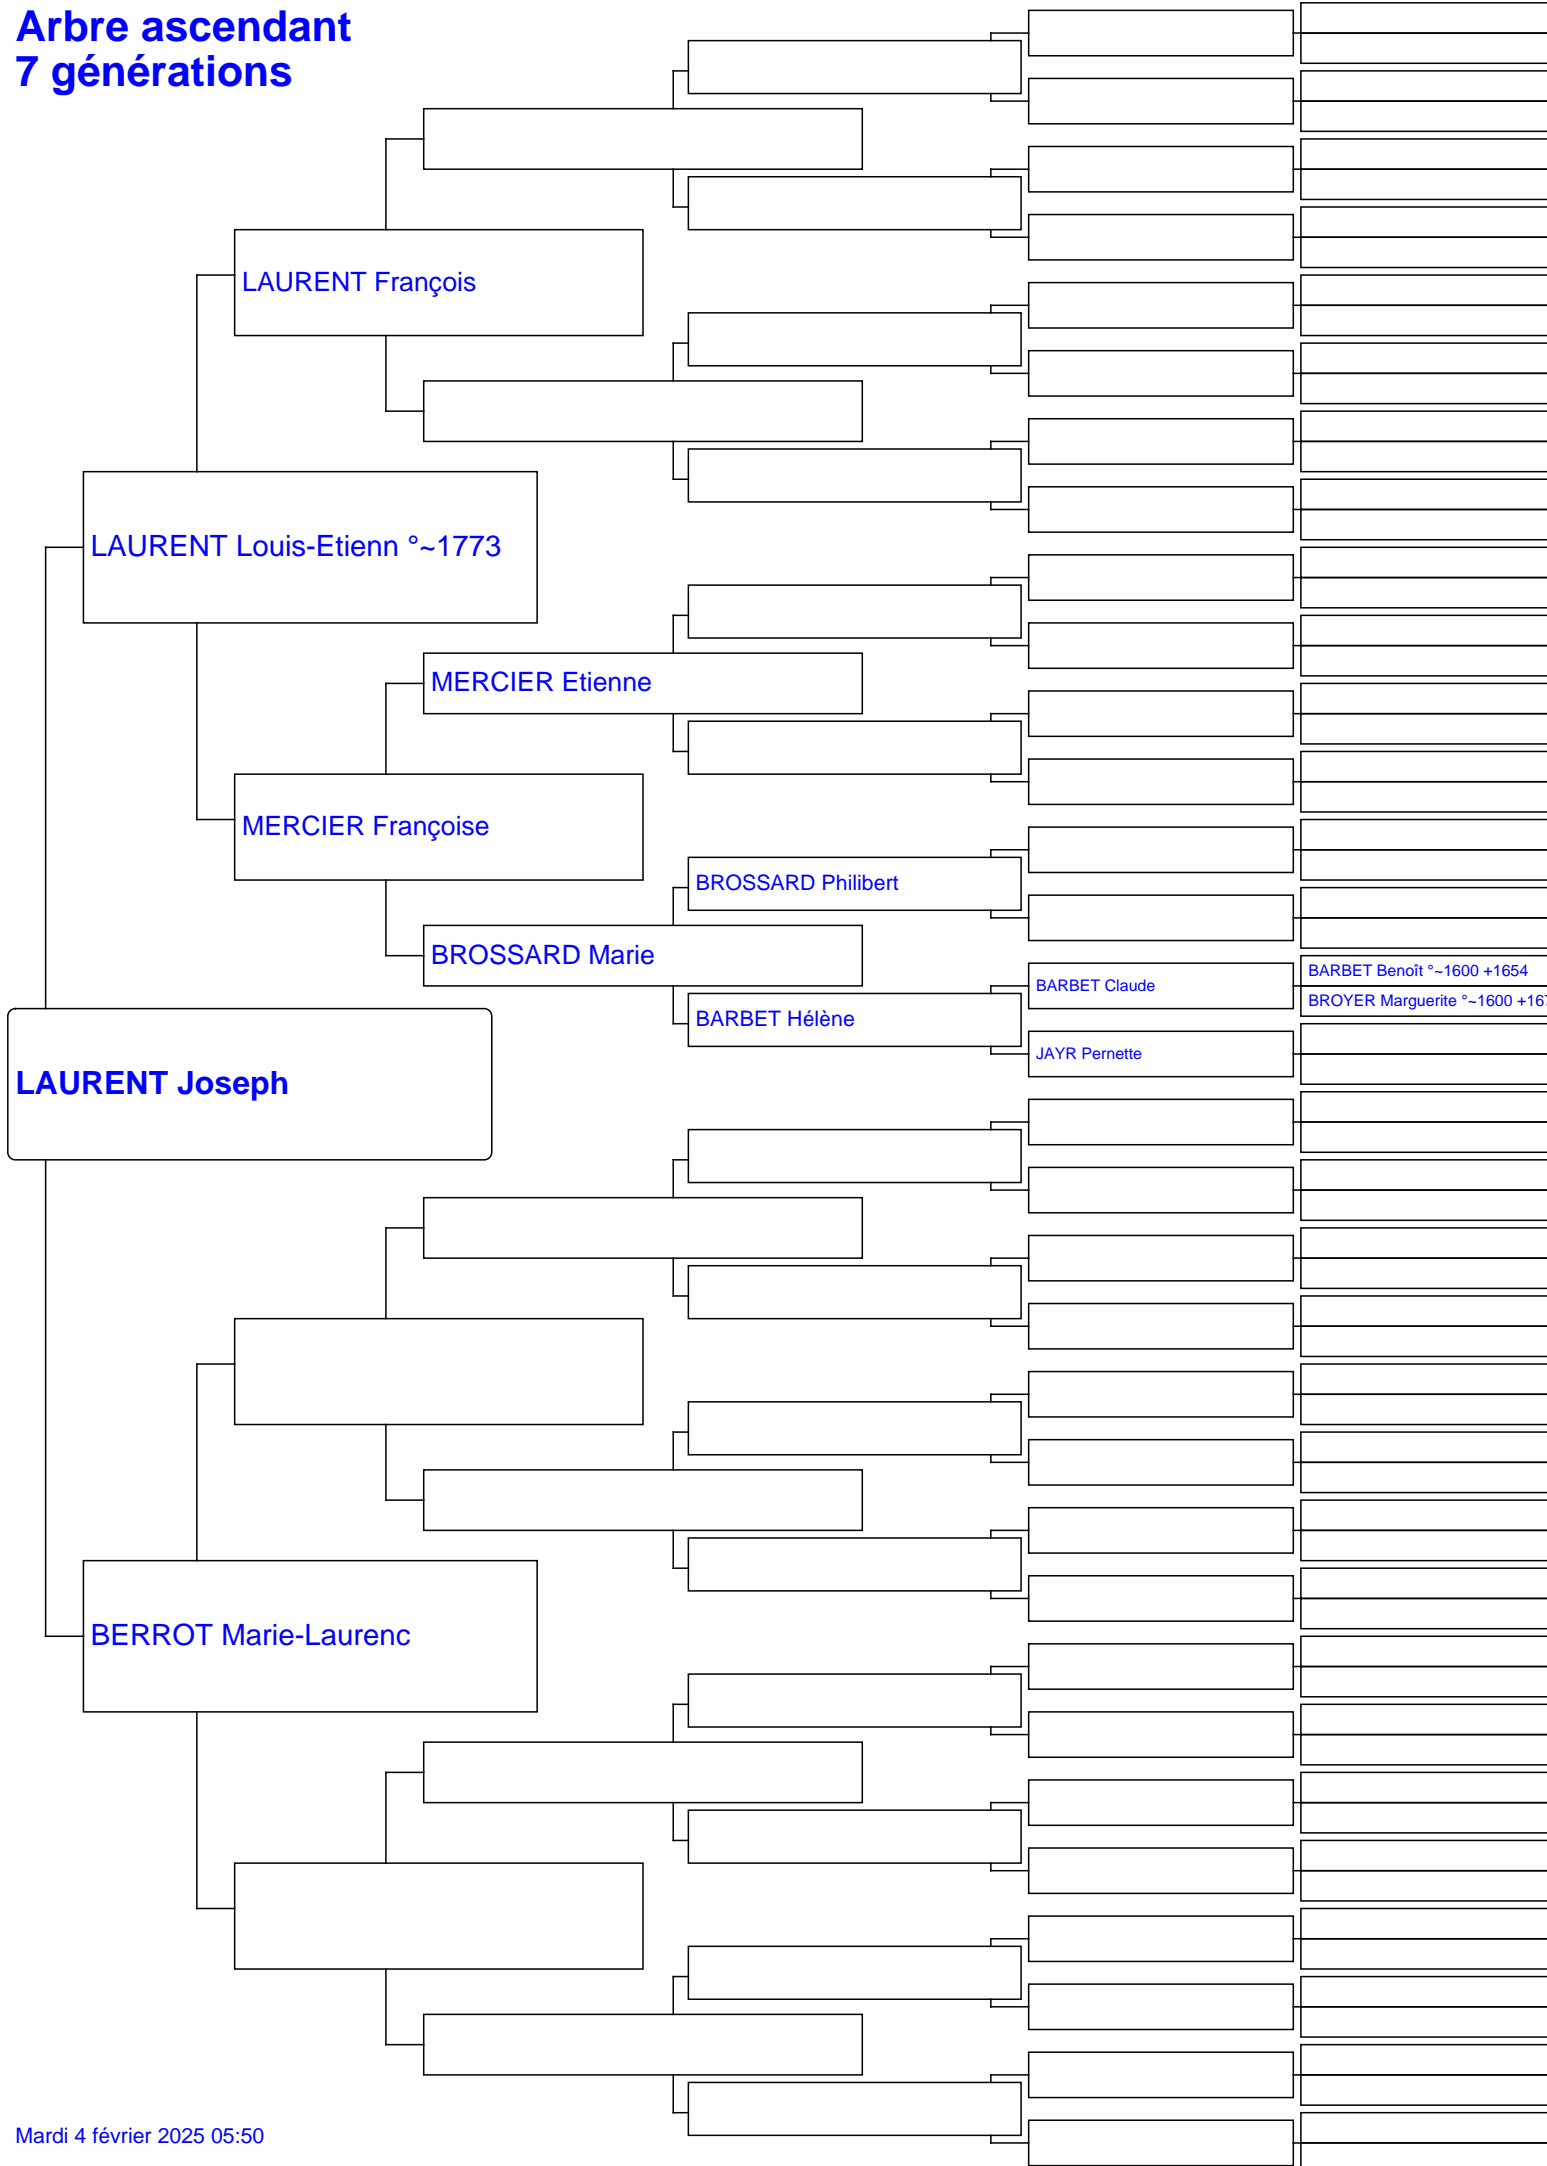 Arbre ascendant
7 générations
LAURENT François
LAURENT Louis-Etienn °~1773
MERCIER Etienne
MERCIER Françoise
BROSSARD Philibert
BROSSARD Marie
BARBET Claude
BARBET Benoît °~1600 +1654
BROYER Marguerite °~1600
BARBET Hélène
JAYR Pernette
LAURENT Joseph
BERROT Marie-Laurenc
Mardi 4 février 2025 05:50